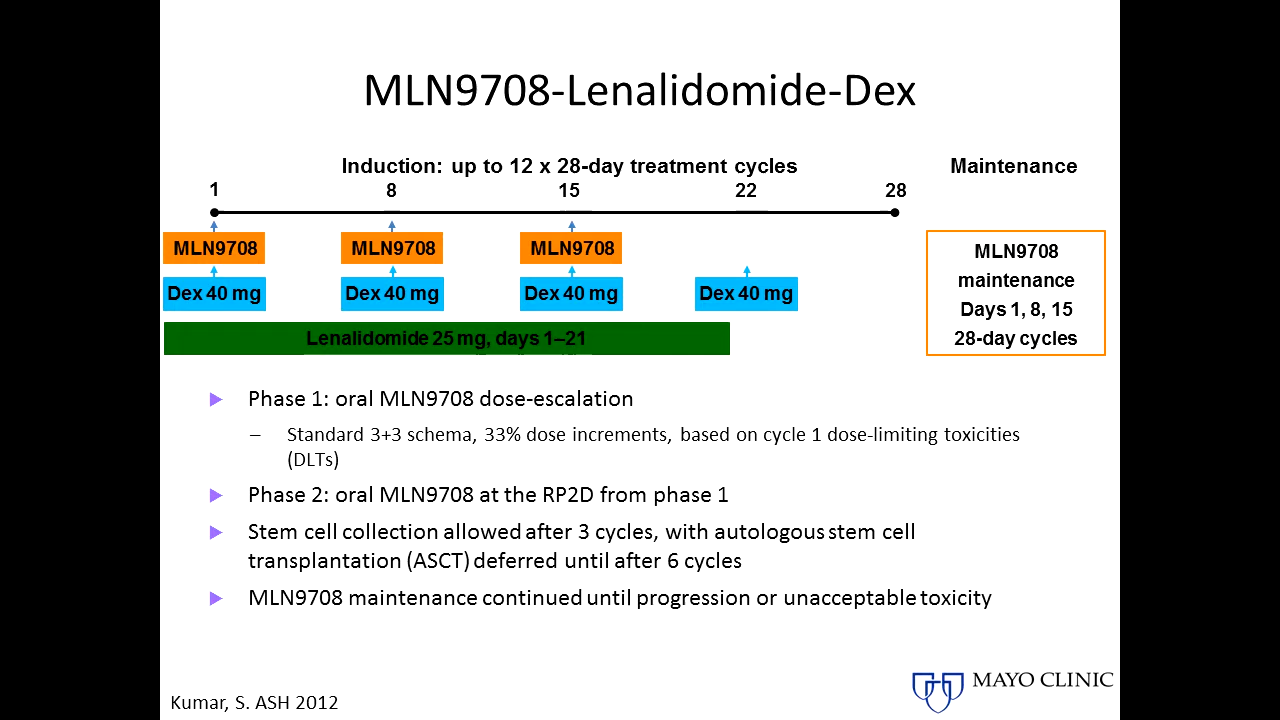 MLN9708-Lenalidomide-Dex
Induction: up to 12 x 28-day treatment cycles
Maintenance
1 8 15 22 28
MLN9708 MLN9708 MLN9708
Dex 40 mg Dex 40 mg Dex 40 mg Dex 40 mg
Lenalidomide 25 mg, days 1–21
MLN9708
maintenance
Days 1, 8, 15
28-day cycles
Phase 1: oral MLN9708 dose-escalation
– Standard 3+3 schema, 33% dose increments, based on cycle 1 dose-limiting toxicities
(DLTs)
Phase 2: oral MLN9708 at the RP2D from phase 1
Stem cell collection allowed after 3 cycles, with autologous stem cell
transplantation (ASCT) deferred until after 6 cycles
MLN9708 maintenance continued until progression or unacceptable toxicity
Kumar, S. ASH 2012
MAYO CLINIC